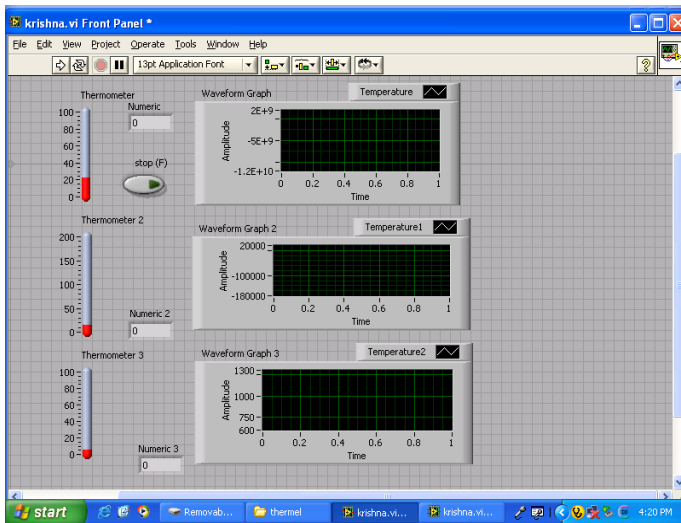 krishna.vi Front Panel *
File Edit View Project Operate Tools Window Help
13pt Application Font
?
Thermometer
Numeric
0
100
80
60
40
20
0
stop (F)
Waveform Graph
Temperature
Amplitude
2E+9
-5E+9
-1.2E+10
0 0.2 0.4 0.6 0.8 1
Time
Thermometer 2
200
150
100
50
0
Numeric 2
0
Waveform Graph 2
Temperature1
Amplitude
20000
-100000
-180000
0 0.2 0.4 0.6 0.8 1
Time
Thermometer 3
100
80
60
40
20
0
Numeric 3
0
Waveform Graph 3
Temperature2
Amplitude
1300
1000
750
600
0 0.2 0.4 0.6 0.8 1
Time
start
Removab...
thermel
krishna.vi...
krishna.vi...
4:20 PM